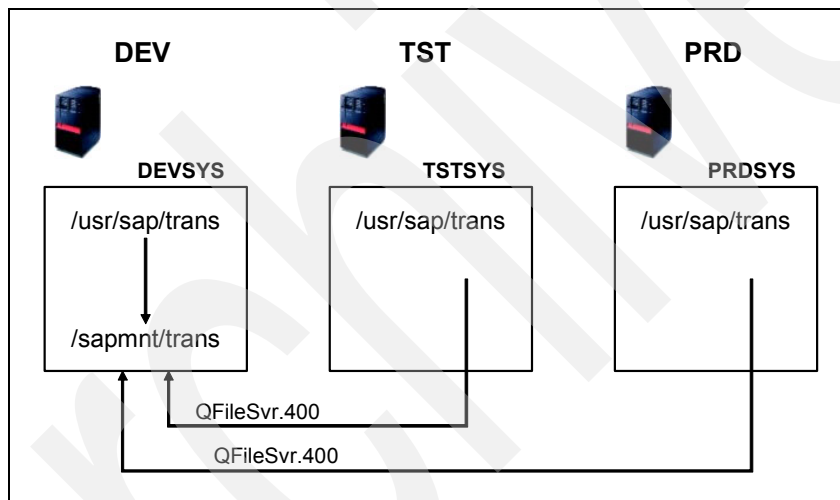 DEV TST PRD
DEVSYS TSTSYS PRDSYS
/usr/sap/trans /usr/sap/trans /usr/sap/trans
/sapmnt/trans
QFileSvr.400
QFileSvr.400